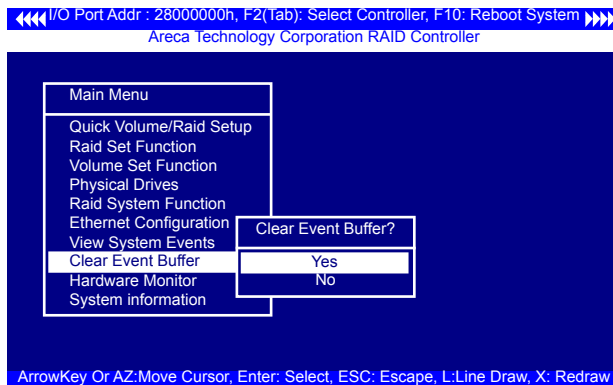 I/O Port Addr : 28000000h, F2(Tab): Select Controller, F10: Reboot System
Areca Technology Corporation RAID Controller
Main Menu
Quick Volume/Raid Setup
Raid Set Function
Volume Set Function
Physical Drives
Raid System Function
Ethernet Configuration
View System Events
Clear Event Buffer
Hardware Monitor
System information
Clear Event Buffer?
Yes
No
ArrowKey Or AZ:Move Cursor, Enter: Select, ESC: Escape, L:Line Draw, X: Redraw